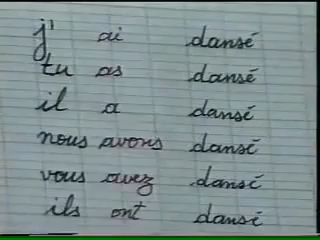 j' ai dansé
tu as dansé
il a dansé
nous avons dansé
vous avez dansé
ils ont dansé